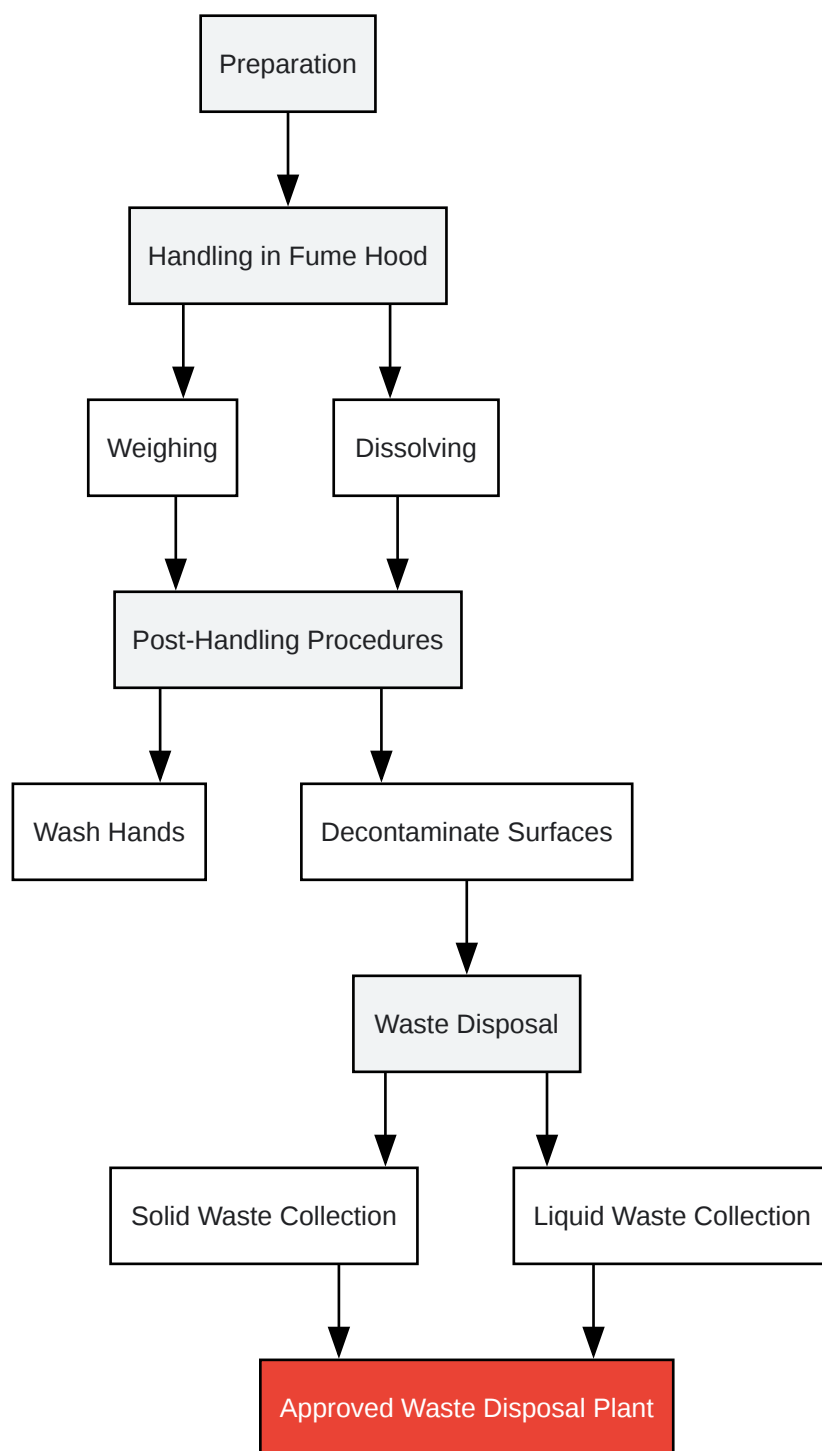 Preparation
Handling in Fume Hood
Weighing
Dissolving
Post-Handling Procedures
Wash Hands
Decontaminate Surfaces
Waste Disposal
Solid Waste Collection
Liquid Waste Collection
Approved Waste Disposal Plant